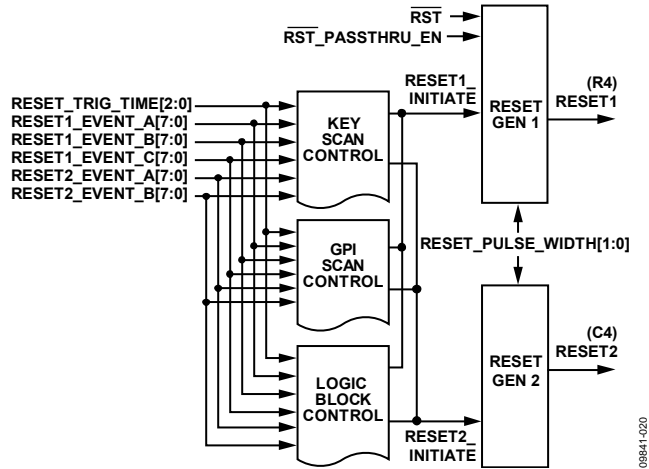 RST
RST_PASSTHRU_EN
RESET_TRIG_TIME[2:0]
RESET1_EVENT_A[7:0]
RESET1_EVENT_B[7:0]
RESET1_EVENT_C[7:0]
RESET2_EVENT_A[7:0]
RESET2_EVENT_B[7:0]
KEY
SCAN
CONTROL
GPI
SCAN
CONTROL
LOGIC
BLOCK
CONTROL
RESET1_
INITIATE
RESET
GEN 1
(R4)
RESET1
RESET_PULSE_WIDTH[1:0]
RESET2_
INITIATE
RESET
GEN 2
(C4)
RESET2
09841-020